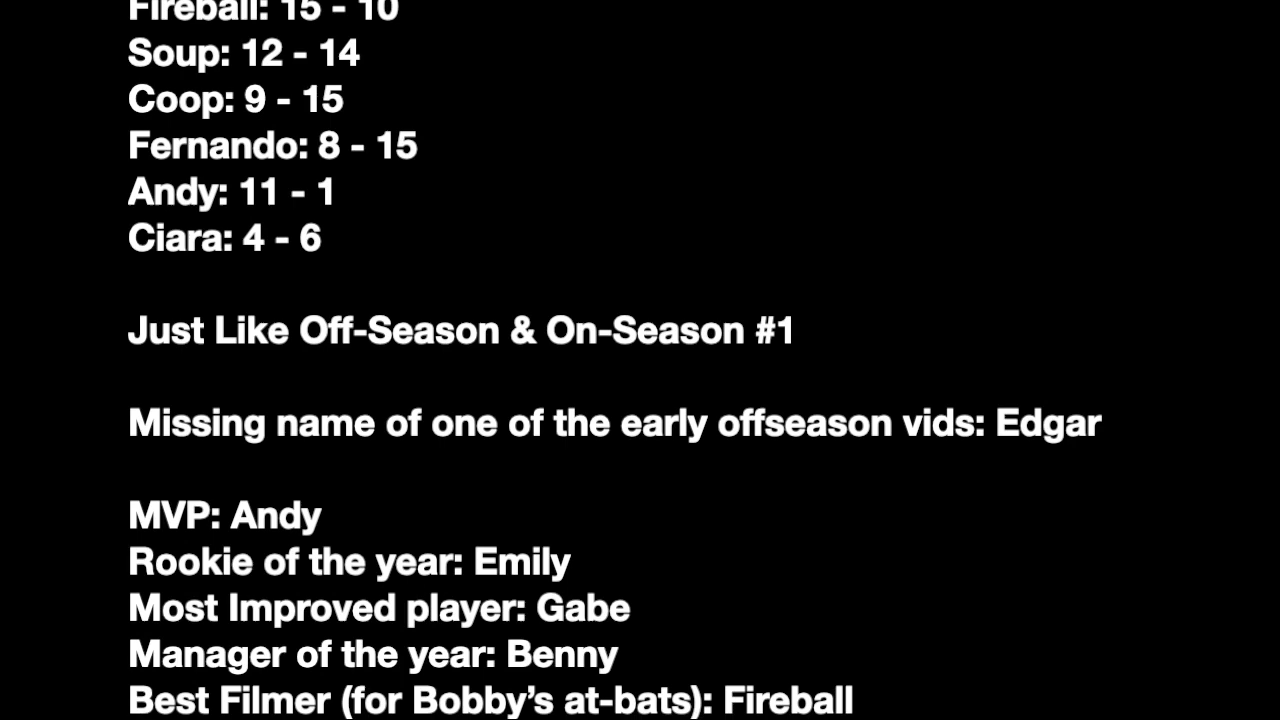 Fireball: 15 - 10
Soup: 12 - 14
Coop: 9 - 15
Fernando: 8 - 15
Andy: 11 - 1
Ciara: 4 - 6
Just Like Off-Season & On-Season #1
Missing name of one of the early offseason vids: Edgar
MVP: Andy
Rookie of the year: Emily
Most Improved player: Gabe
Manager of the year: Benny
Best Filmer (for Bobby’s at-bats): Fireball